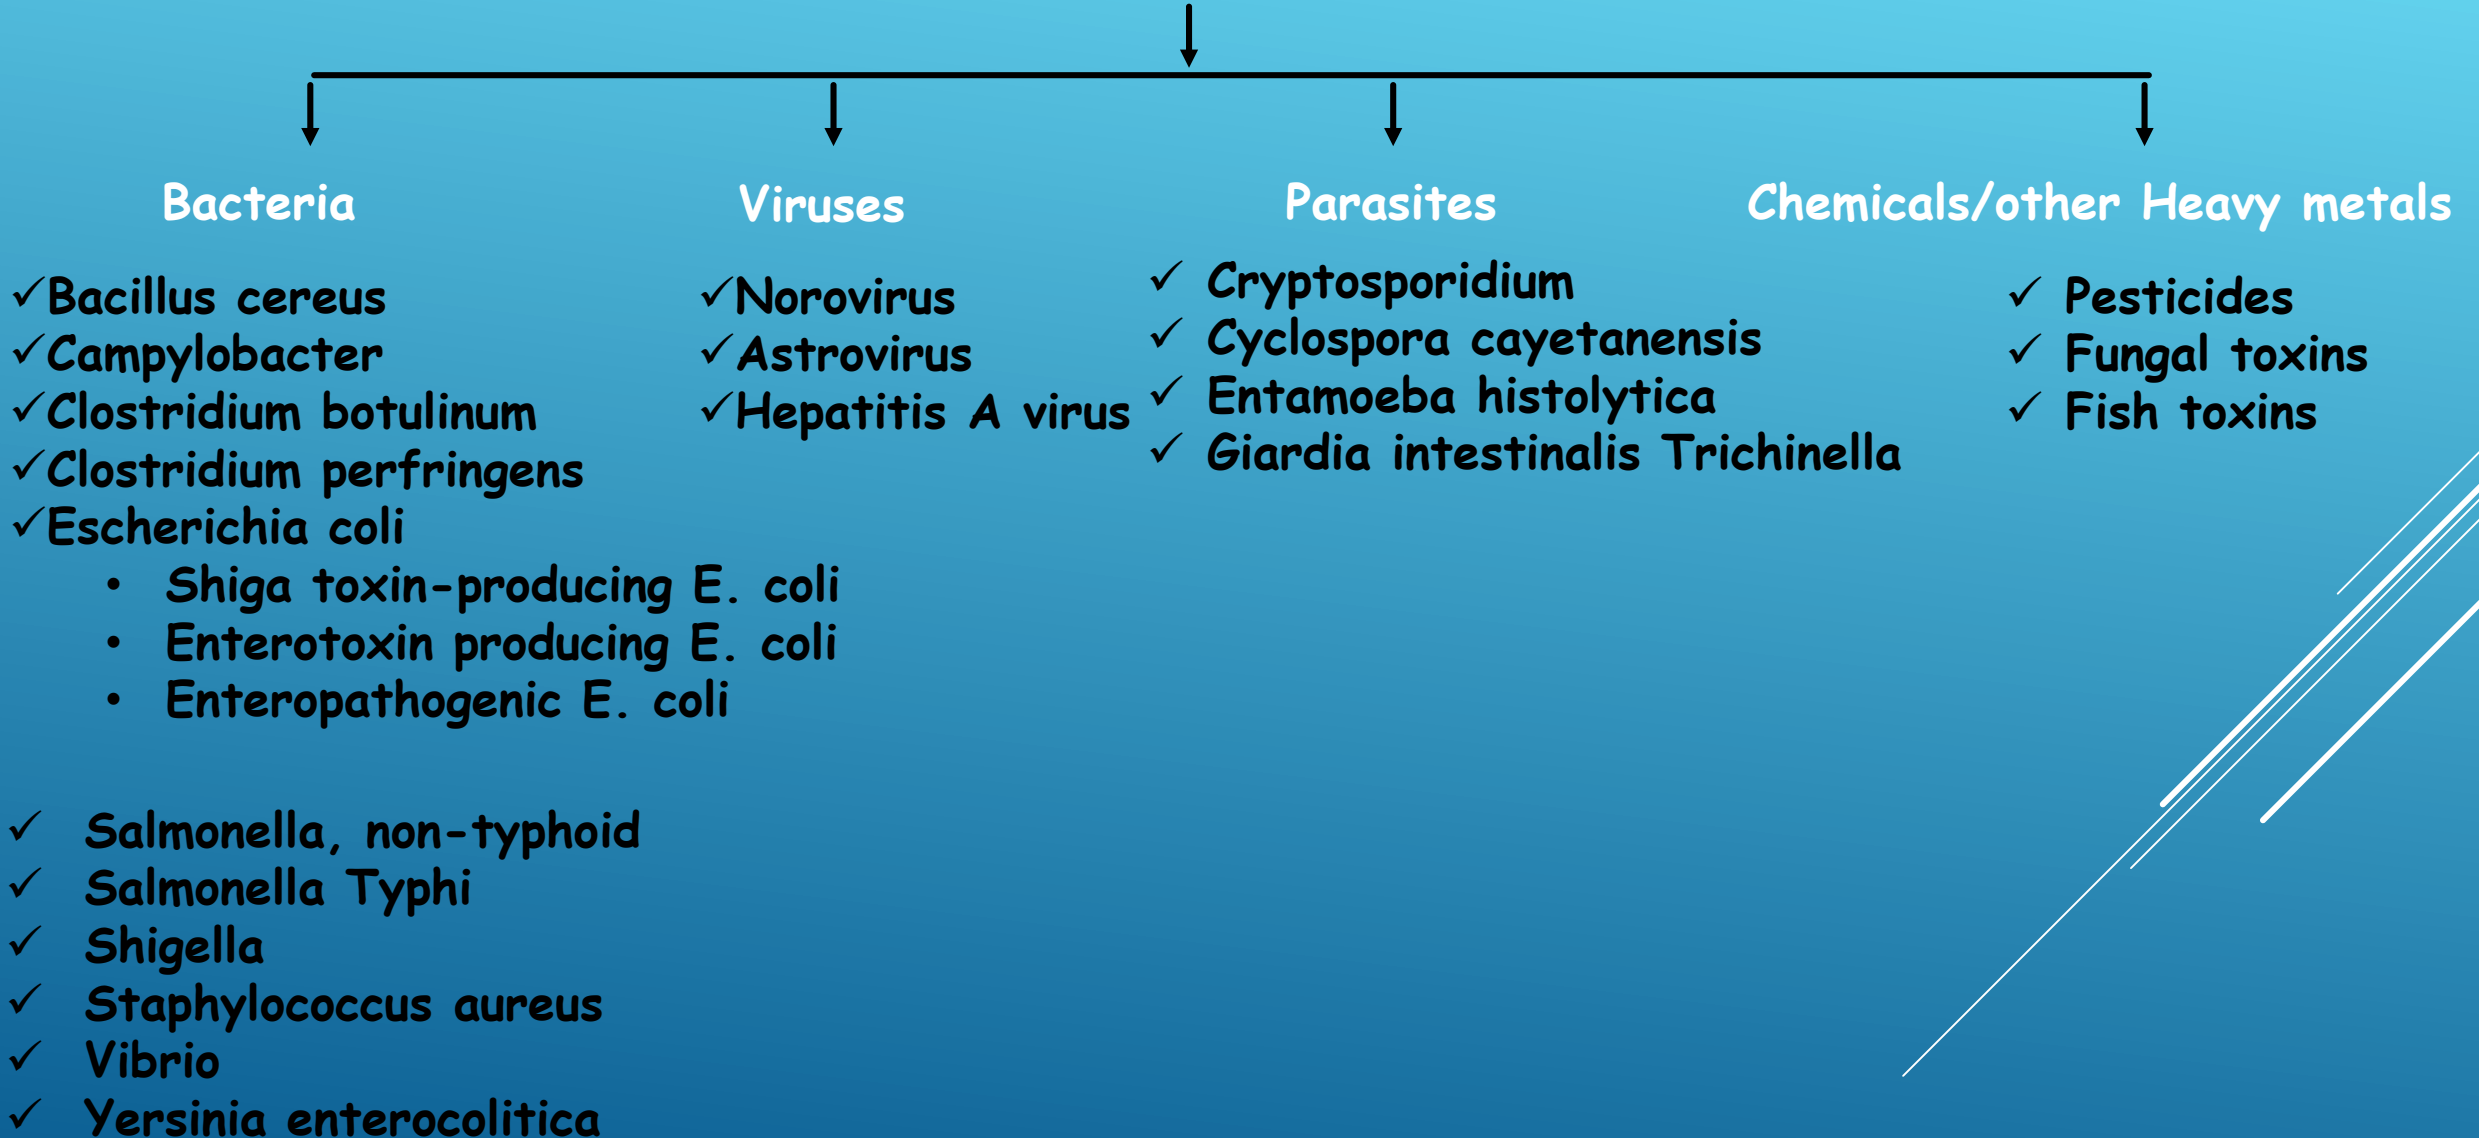 Bacteria
✓Bacillus cereus
✓Campylobacter
✓Clostridium botulinum
✓Clostridium perfringens
✓Escherichia coli
• Shiga toxin-producing E. coli
• Enterotoxin producing E. coli
• Enteropathogenic E. coli
✓ Salmonella, non-typhoid
✓ Salmonella Typhi
✓ Shigella
✓ Staphylococcus aureus
✓ Vibrio
✓ Yersinia enterocolitica
Viruses
✓Norovirus
✓Astrovirus
✓Hepatitis A virus
Parasites
✓ Cryptosporidium
✓ Cyclospora cayetanensis
✓ Entamoeba histolytica
✓ Giardia intestinalis Trichinella
Chemicals/other Heavy metals
✓ Pesticides
✓ Fungal toxins
✓ Fish toxins